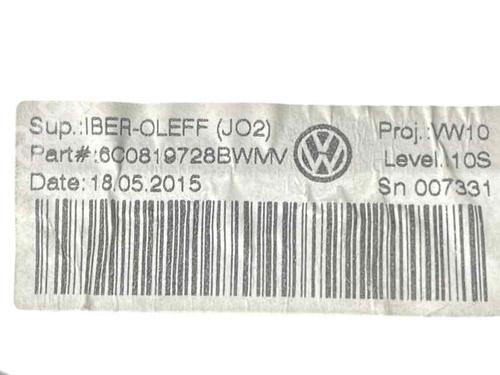 Sup.:IBER-OLEFF (JO2) Proj.:VW10
Part#:6C0819728BWMV Level.:10S
Date: 18.05.2015 Sn 007331